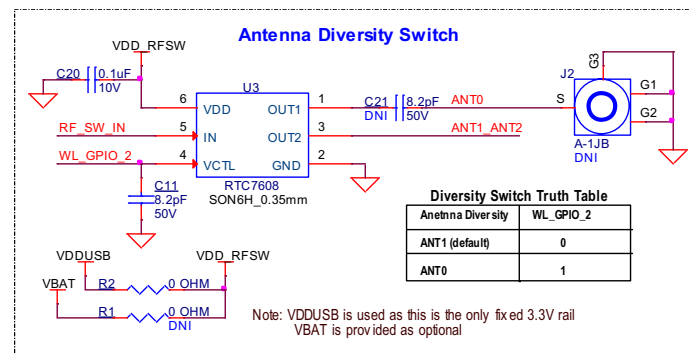 Antenna Diversity Switch
VDD_RFSW
C20 0.1uF
10V
U3
6 VDD OUT1 1
5 IN OUT2 3
4 VCTL GND 2
RTC7608
SON6H_0.35mm
RF_SW_IN
WL_GPIO_2
C11
8.2pF
50V
C21 8.2pF
DNI 50V
ANT0
ANT1_ANT2
J2
G3
S
G1
G2
A-1JB
DNI
Diversity Switch Truth Table
Anetnna Diversity WL_GPIO_2
ANT1 (default) 0
ANT0 1
VDDUSB VDD_RFSW
R2 0 OHM
VBAT
R1 0 OHM
DNI
Note: VDDUSB is used as this is the only fixed 3.3V rail
VBAT is provided as optional